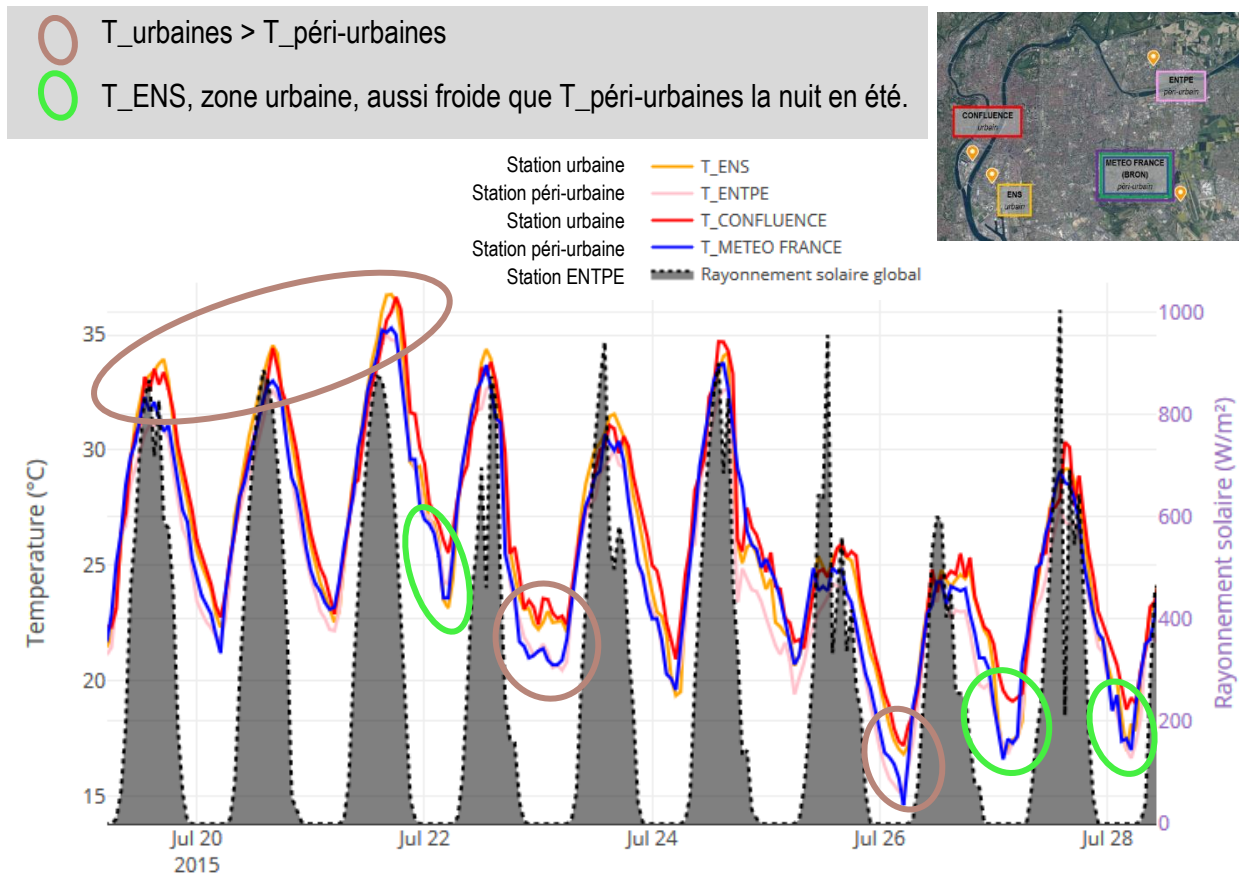 T_urbaines > T_péri-urbaines
T_ENS, zone urbaine, aussi froide que T_péri-urbaines la nuit en été.
ENTPE
péri-urbain
CONFLUENCE
urbain
METEO FRANCE
(BRON)
péri-urbain
ENS
urbain
Station urbaine T_ENS
Station péri-urbaine T_ENTPE
Station urbaine T_CONFLUENCE
Station péri-urbaine T_METEO FRANCE
Station ENTPE Rayonnement solaire global
Temperature (°C)
35
30
25
20
15
1000
800
600
400
200
0
Rayonnement solaire (W/m²)
Jul 20
2015
Jul 22
Jul 24
Jul 26
Jul 28